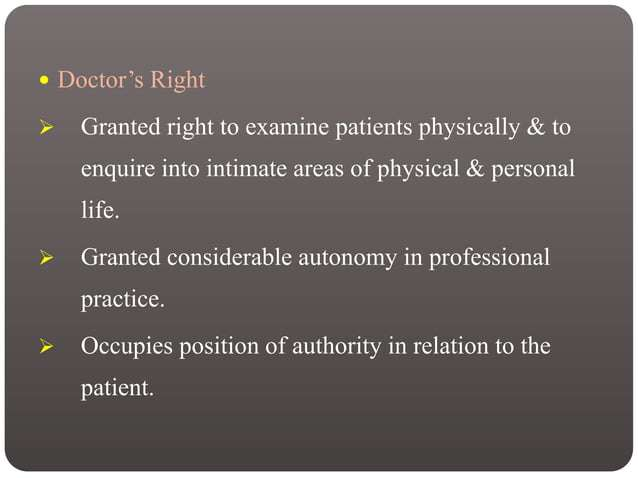 Doctor’s Right
Granted right to examine patients physically & to
enquire into intimate areas of physical & personal
life.
Granted considerable autonomy in professional
practice.
Occupies position of authority in relation to the
patient.